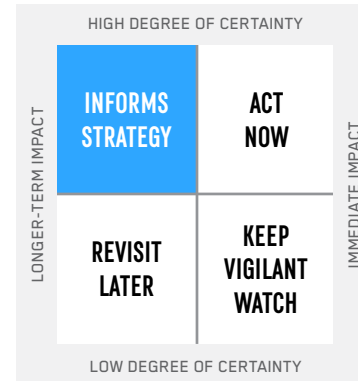 HIGH DEGREE OF CERTAINTY
LONGER-TERM IMPACT
INFORMS
STRATEGY
ACT
NOW
IMMEDIATE IMPACT
REVISIT
LATER
KEEP
VIGILANT
WATCH
LOW DEGREE OF CERTAINTY